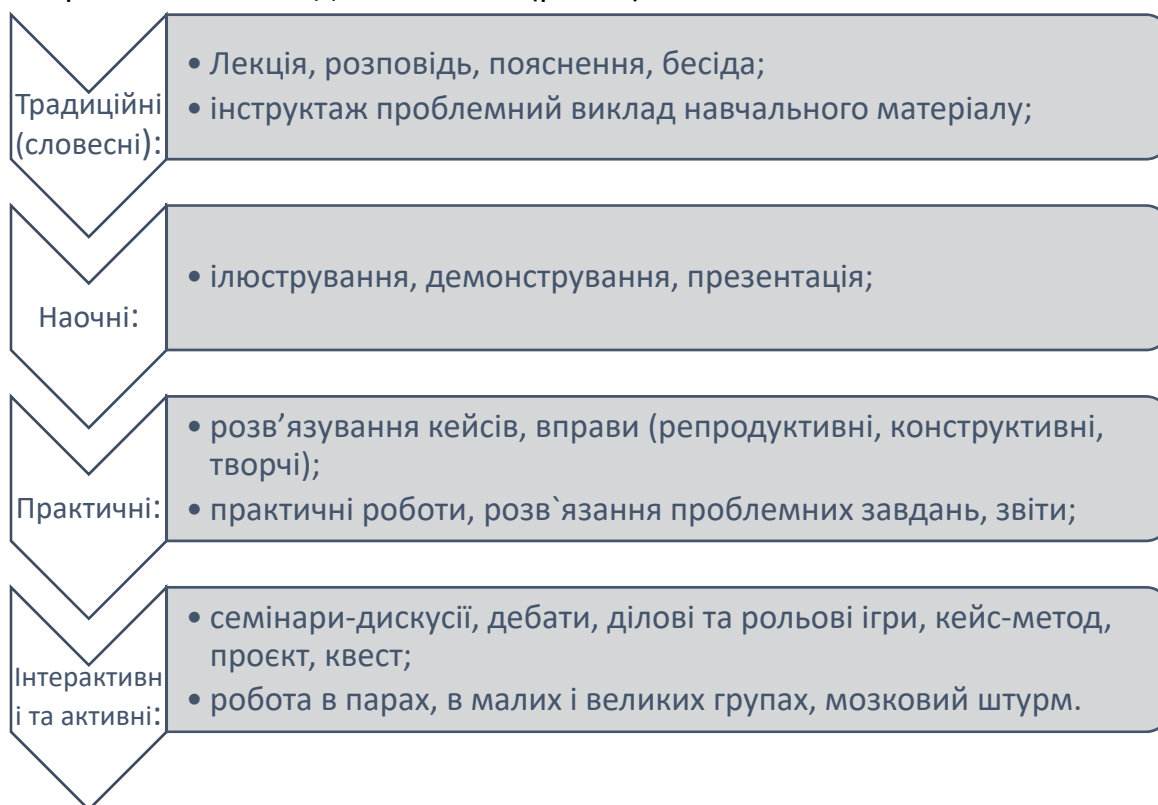 Традиційні
(словесні):
• Лекція, розповідь, пояснення, бесіда;
• інструктаж проблемний виклад навчального матеріалу;
Наочні:
• ілюстрування, демонстрування, презентація;
Практичні:
• розв’язування кейсів, вправи (репродуктивні, конструктивні,
творчі);
• практичні роботи, розв`язання проблемних завдань, звіти;
Інтерактивн
і та активні:
• семінари-дискусії, дебати, ділові та рольові ігри, кейс-метод,
проєкт, квест;
• робота в парах, в малих і великих групах, мозковий штурм.